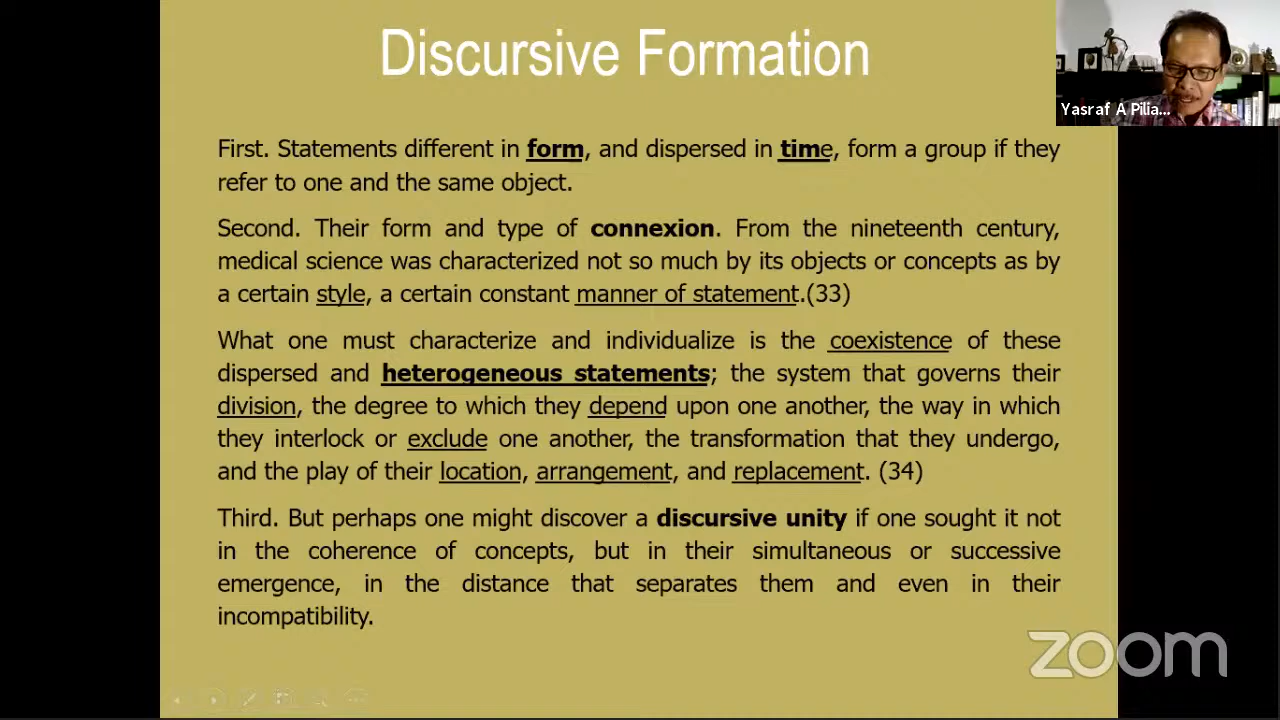 Discursive Formation
Yasraf A Pilia...
First. Statements different in form, and dispersed in time, form a group if they
refer to one and the same object.
Second. Their form and type of connexion. From the nineteenth century,
medical science was characterized not so much by its objects or concepts as by
a certain style, a certain constant manner of statement.(33)
What one must characterize and individualize is the coexistence of these
dispersed and heterogeneous statements; the system that governs their
division, the degree to which they depend upon one another, the way in which
they interlock or exclude one another, the transformation that they undergo,
and the play of their location, arrangement, and replacement. (34)
Third. But perhaps one might discover a discursive unity if one sought it not
in the coherence of concepts, but in their simultaneous or successive
emergence, in the distance that separates them and even in their
incompatibility.
zoom